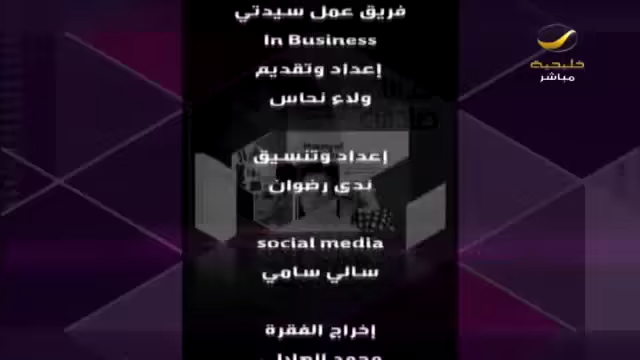 فريق عمل سيدتي
In Business
إعداد وتقديم
ولاء نحاس
إعداد وتنسيق
ندى رضوان
social media
سالي سامي
إخراج الفقرة
محمد
خليجية
مباشر